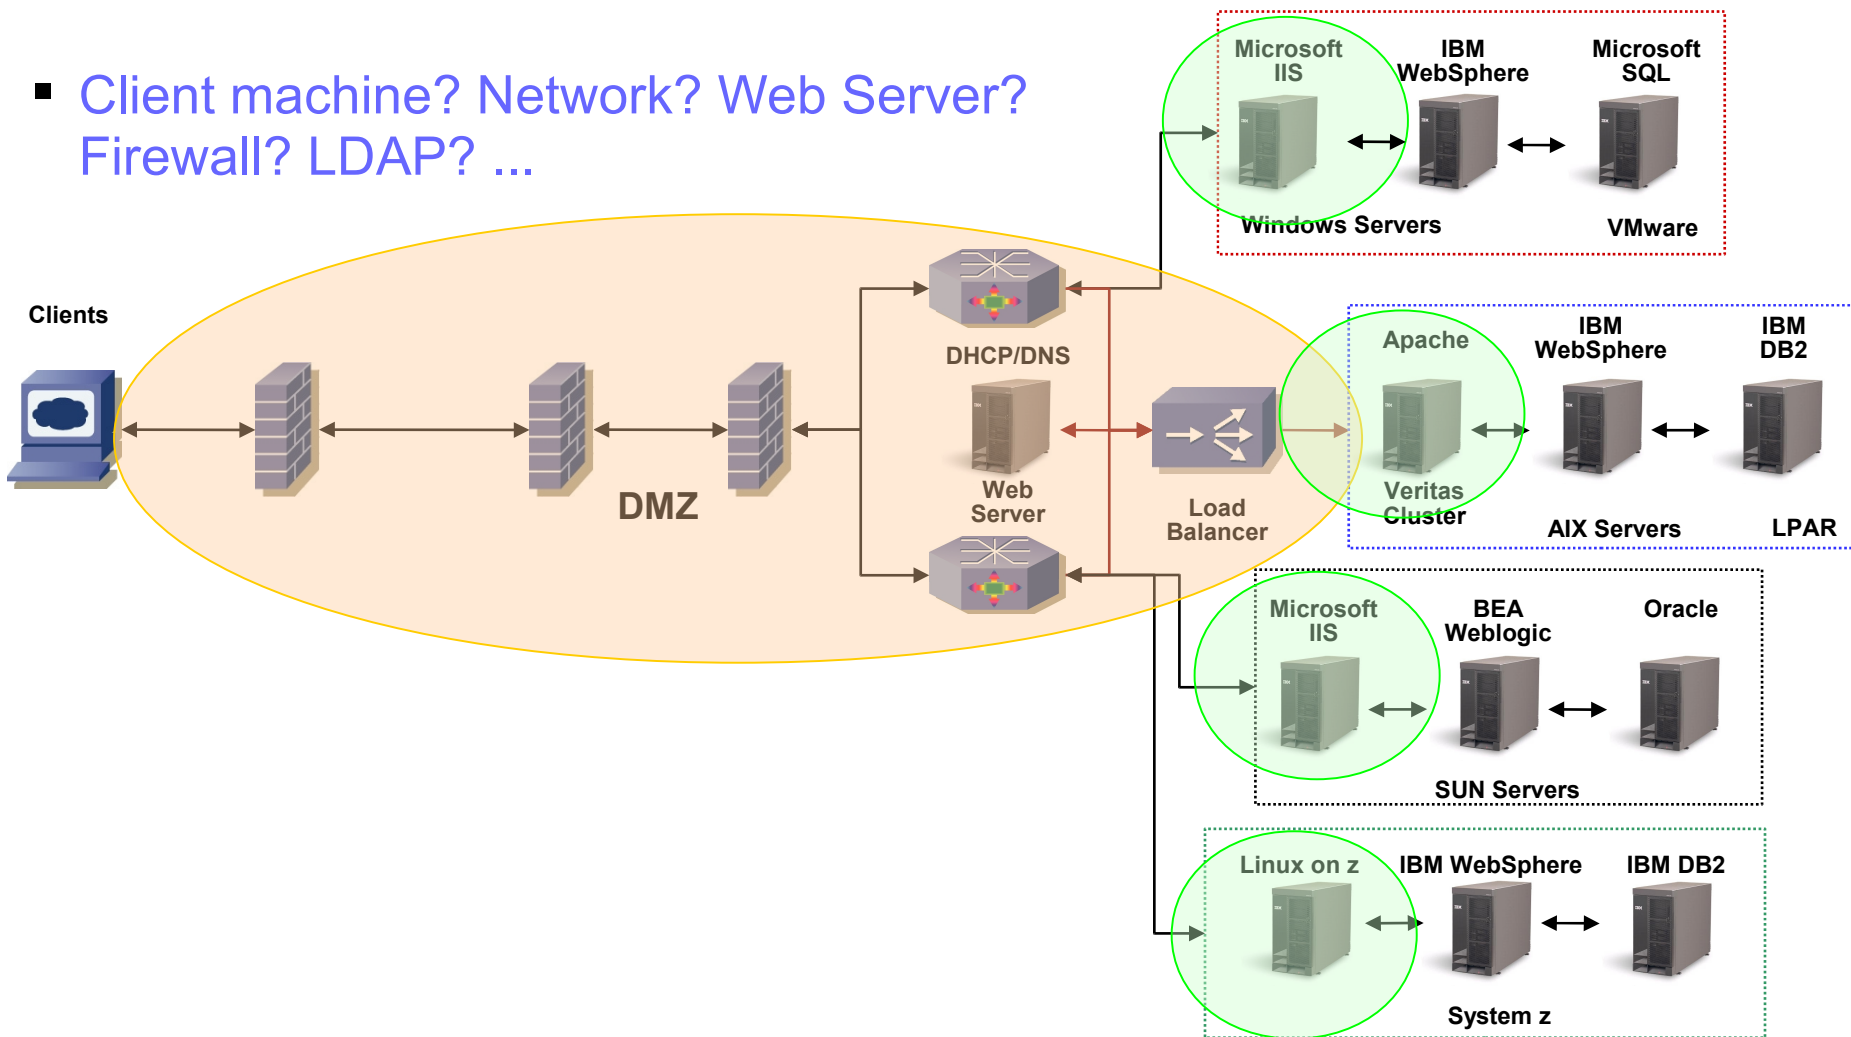 ▪ Client machine? Network? Web Server?
Firewall? LDAP? ...
Microsoft
IIS
IBM
WebSphere
Microsoft
SQL
Windows Servers
VMware
Clients
DMZ
DHCP/DNS
Web
Server
Load
Balancer
Apache
Veritas
Cluster
IBM
WebSphere
IBM
DB2
AIX Servers
LPAR
Microsoft
IIS
BEA
Weblogic
Oracle
SUN Servers
Linux on z
IBM WebSphere
IBM DB2
System z